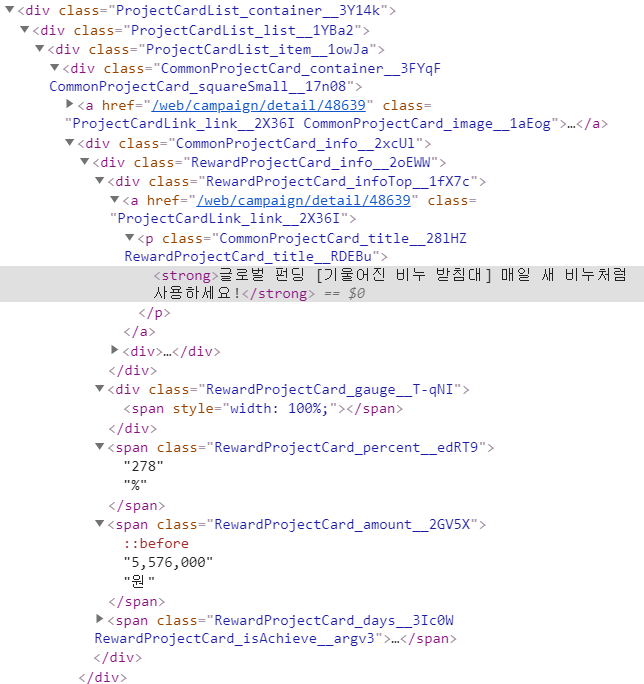 <div class="ProjectCardList_container__3Y14k">
<div class="ProjectCardList_list__1YBa2">
<div class="ProjectCardList_item__1owJa">
<div class="CommonProjectCard_container__3FYqF
CommonProjectCard_squareSmall__17n08">
<a href="/web/campaign/detail/48639" class=
"ProjectCardLink_link__2X36I CommonProjectCard_image__1aEog">…</a>
<div class="CommonProjectCard_info__2xcUl">
<div class="RewardProjectCard_info__2oEWW">
<div class="RewardProjectCard_infoTop__1fX7c">
<a href="/web/campaign/detail/48639" class=
"ProjectCardLink_link__2X36I">
<p class="CommonProjectCard_title__28lHZ
RewardProjectCard_title__RDEBu">
<strong>글로벌 펀딩 [기울어진 비누 받침대] 매일 새 비누처럼
사용하세요!</strong> == $0
</p>
</a>
<div>…</div>
</div>
<div class="RewardProjectCard_gauge__T-qNI">
<span style="width: 100%;"></span>
</div>
<span class="RewardProjectCard_percent__edRT9">
"278"
"%"
</span>
<span class="RewardProjectCard_amount__2GV5X">
::before
"5,576,000"
"원"
</span>
<span class="RewardProjectCard_days__3Ic0W
RewardProjectCard_isAchieve__argv3">…</span>
</div>
</div>